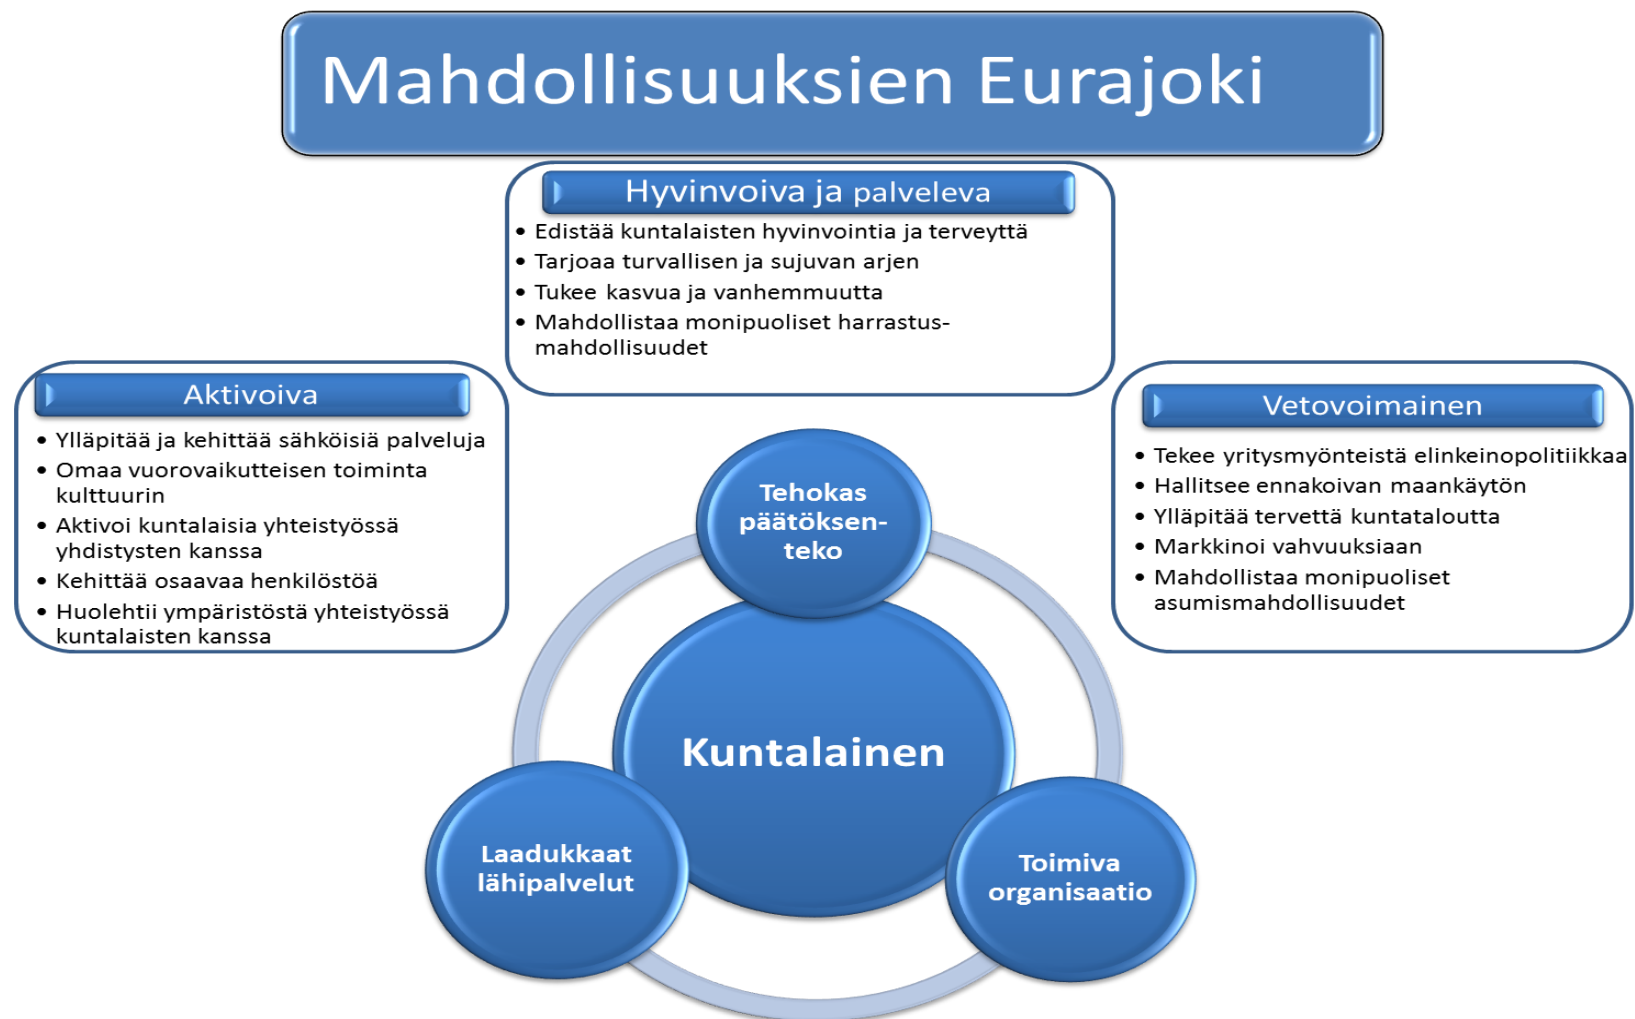 Mahdollisuuksien Eurajoki
Hyvinvoiva ja palveleva
• Edistää kuntalaisten hyvinvointia ja terveyttä
• Tarjoaa turvallisen ja sujuvan arjen
• Tukee kasvua ja vanhemmuutta
• Mahdollistaa monipuoliset harrastus-
mahdollisuudet
Aktivoiva
• Ylläpitää ja kehittää sähköisiä palveluja
• Omaa vuorovaikutteisen toiminta
kulttuurin
• Aktivoi kuntalaisia yhteistyössä
yhdistysten kanssa
• Kehittää osaavaa henkilöstöä
• Huolehtii ympäristöstä yhteistyössä
kuntalaisten kanssa
Vetovoimainen
• Tekee yritysmyönteistä elinkeinopolitiikkaa
• Hallitsee ennakoivan maankäytön
• Ylläpitää tervettä kuntataloutta
• Markkinoi vahvuuksiaan
• Mahdollistaa monipuoliset
asumismahdollisuudet
Tehokas
päätöksen-
teko
Kuntalainen
Laadukkaat
lähipalvelut
Toimiva
organisaatio